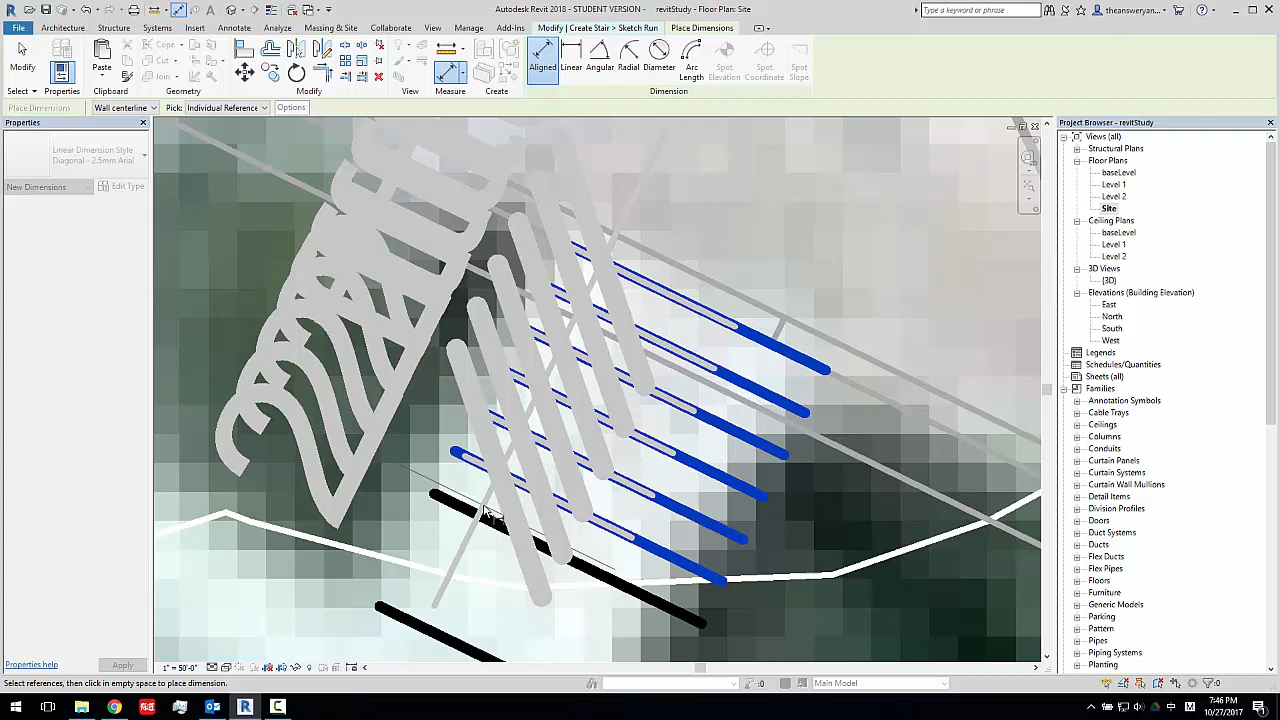 Autodesk Revit 2018 - STUDENT VERSION - revitStudy - Floor Plan: Site
Type a keyword or phrase
theansweryan...
File Architecture Structure Systems Insert Annotate Analyze Massing & Site Collaborate View Manage Add-Ins Modify | Create Stair > Sketch Run Place Dimensions
Modify
Paste
Cope
Cut
Join
Aligned Linear Angular Radial Diameter Arc Length Spot Elevation Spot Coordinate Spot Slope
Select Properties Clipboard Geometry Modify View Measure Create Dimension
Place Dimensions Wall centerline Pick: Individual Reference Options
Properties
Linear Dimension Style
Diagonal - 2.5mm Arial
New Dimensions Edit Type
Properties help Apply
Project Browser - revitStudy
Views (all)
Structural Plans
Floor Plans
baseLevel
Level 1
Level 2
Site
Ceiling Plans
baseLevel
Level 1
Level 2
3D Views
{3D}
Elevations (Building Elevation)
East
North
South
West
Legends
Schedules/Quantities
Sheets (all)
Families
Annotation Symbols
Cable Trays
Ceilings
Columns
Conduits
Curtain Panels
Curtain Systems
Curtain Wall Mullions
Detail Items
Division Profiles
Doors
Duct Systems
Ducts
Flex Ducts
Flex Pipes
Floors
Furniture
Generic Models
Parking
Pattern
Pipes
Piping Systems
Planting
1" = 50'-0"
Select references, then click in empty space to place dimension.
:0 Main Model :0
7:46 PM
10/27/2017